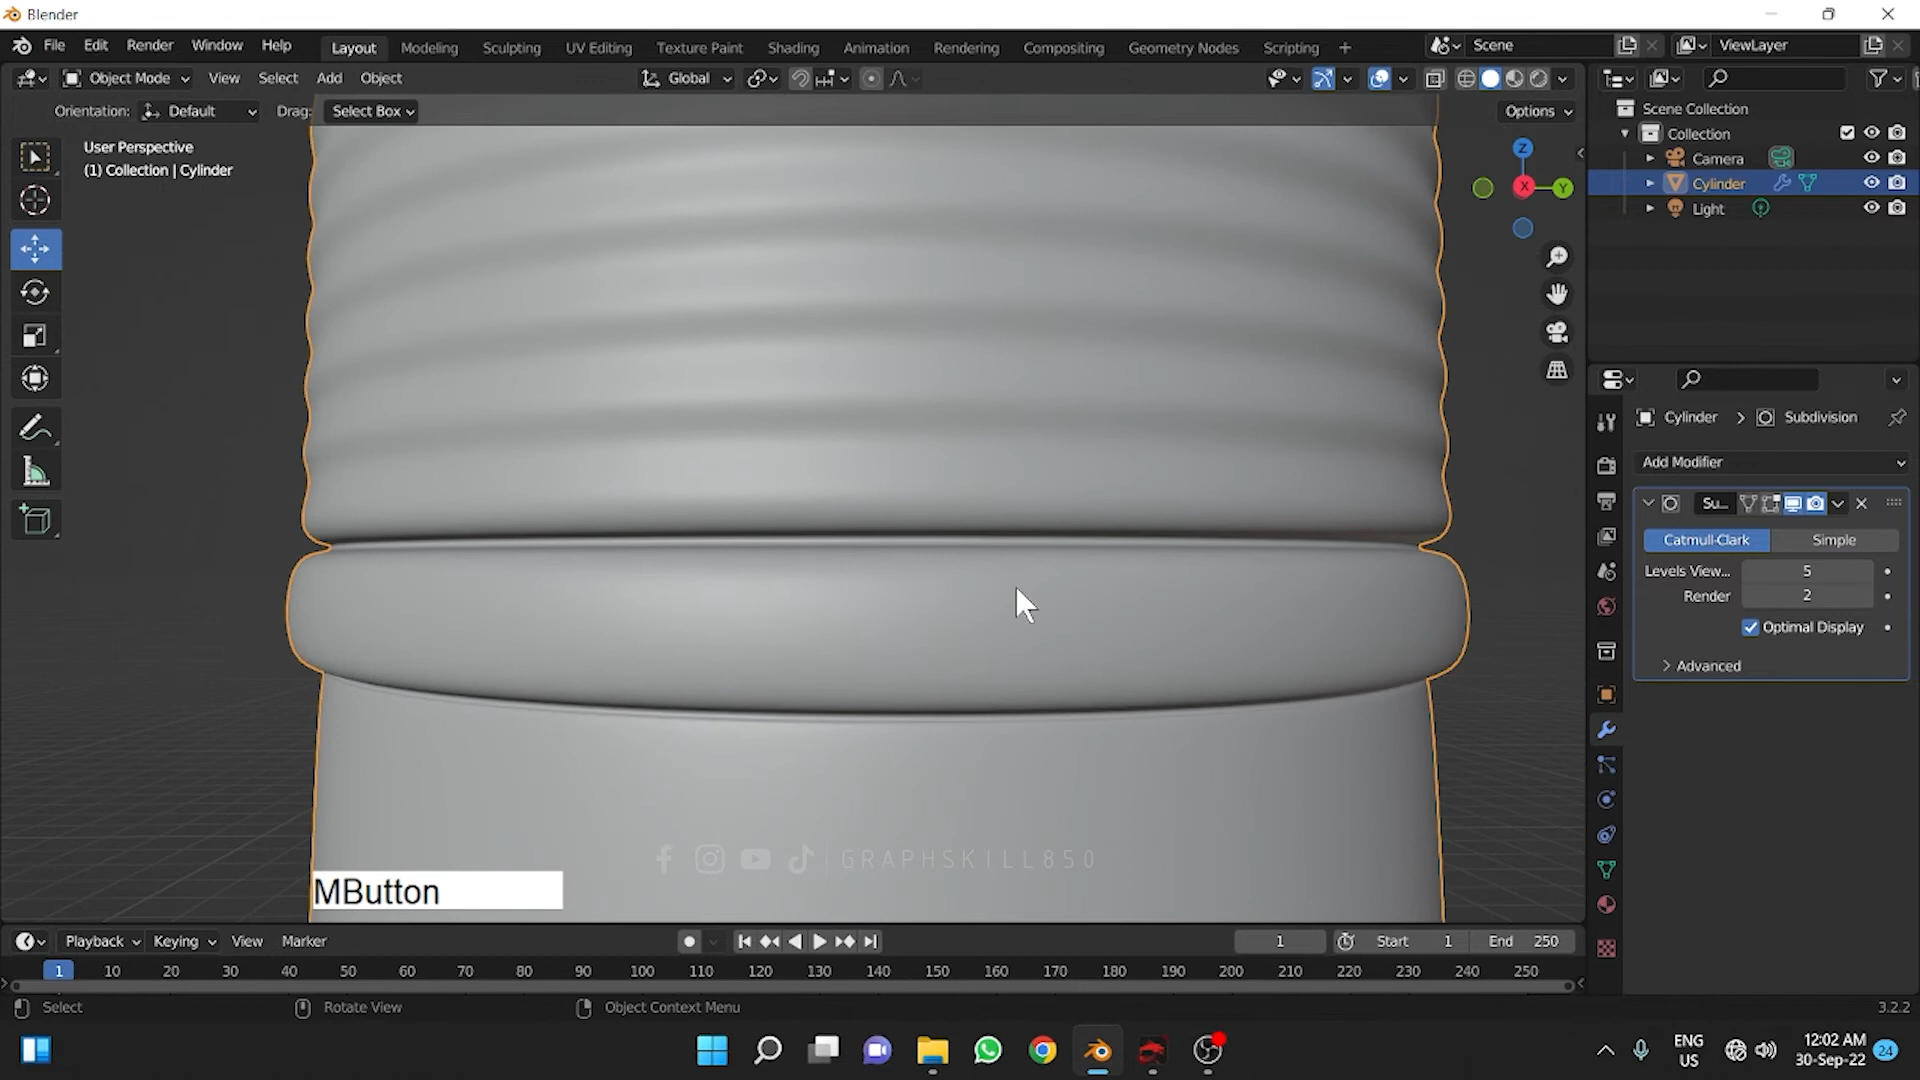 Blender
File Edit Render Window Help Layout Modeling Sculpting UV Editing Texture Paint Shading Animation Rendering Compositing Geometry Nodes Scripting + Scene ViewLayer
Object Mode View Select Add Object Global
Orientation: Default Drag: Select Box Options
User Perspective
(1) Collection | Cylinder
Z
X
Y
Scene Collection
Collection
Camera
Cylinder
Light
Cylinder > Subdivision
Add Modifier
Su...
Catmull-Clark Simple
Levels View... 5
Render 2
Optimal Display
Advanced
GRAPHSKILL850
MButton
Playback Keying View Marker 1 Start 1 End 250
1 10 20 30 40 50 60 70 80 90 100 110 120 130 140 150 160 170 180 190 200 210 220 230 240 250
Select Rotate View Object Context Menu 3.2.2
ENG
US
12:02 AM
30-Sep-22
24